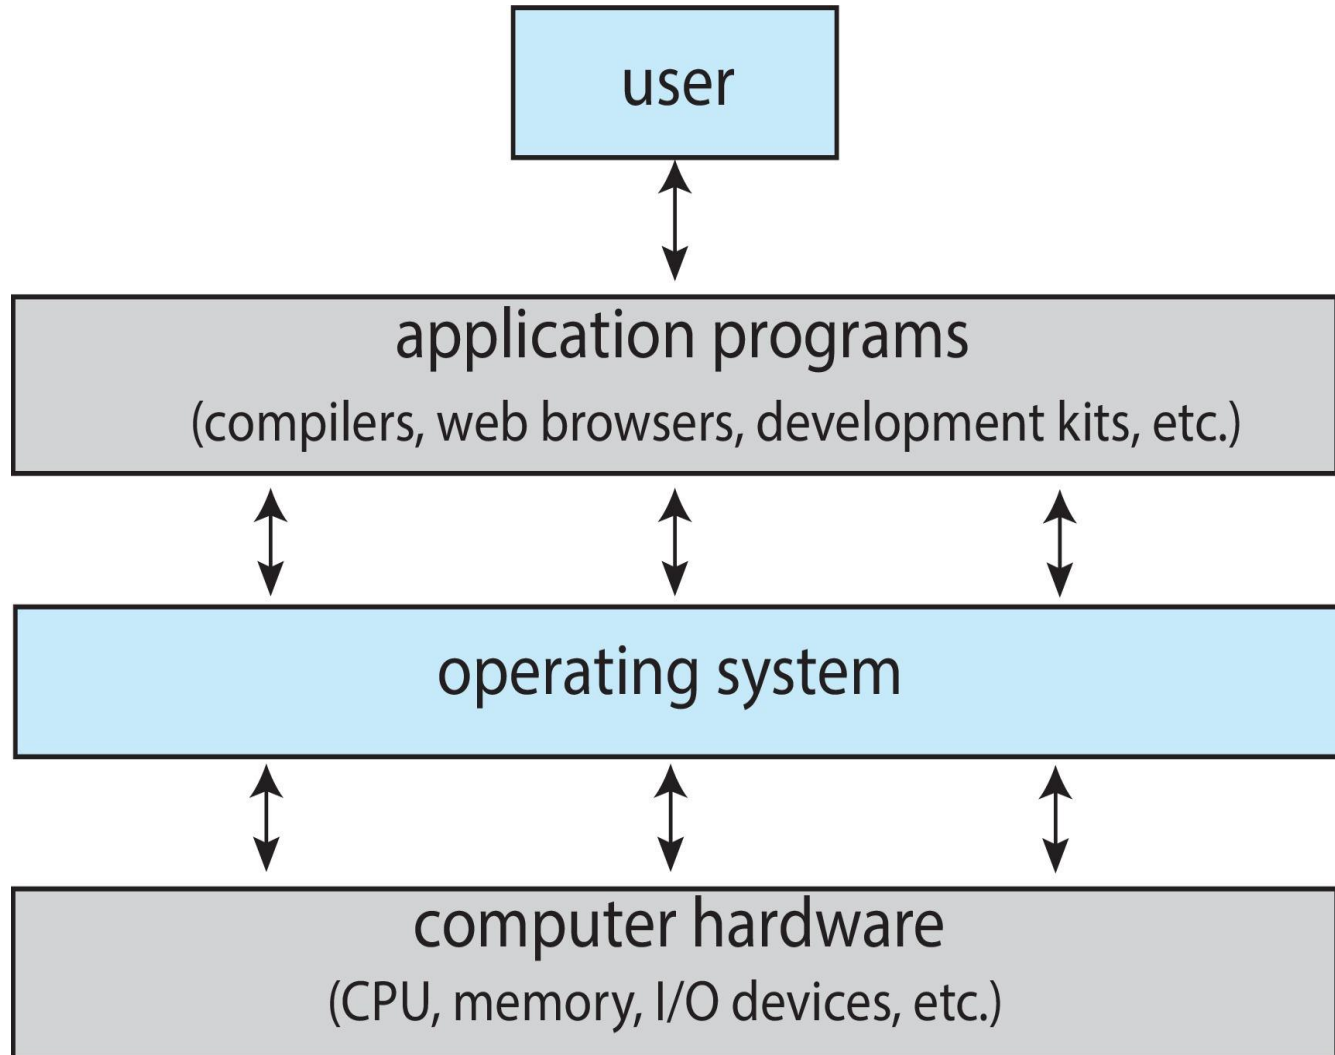 user
application programs
(compilers, web browsers, development kits, etc.)
operating system
computer hardware
(CPU, memory, I/O devices, etc.)